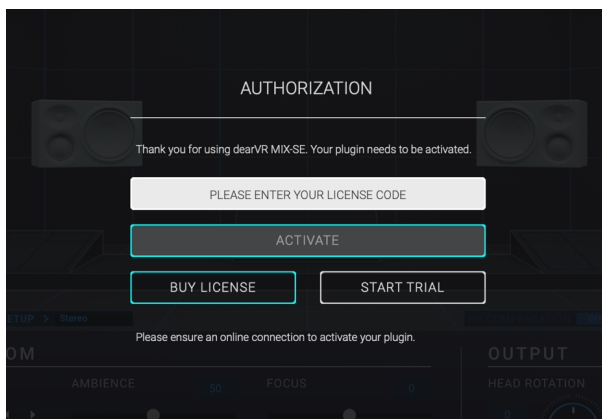 AUTHORIZATION
Thank you for using dearVR MIX-SE. Your plugin needs to be activated.
PLEASE ENTER YOUR LICENSE CODE
ACTIVATE
BUY LICENSE
START TRIAL
SETUP > Stereo
Please ensure an online connection to activate your plugin.
OUTPUT
AMBIENCE 50 FOCUS 0 HEAD ROTATION
0